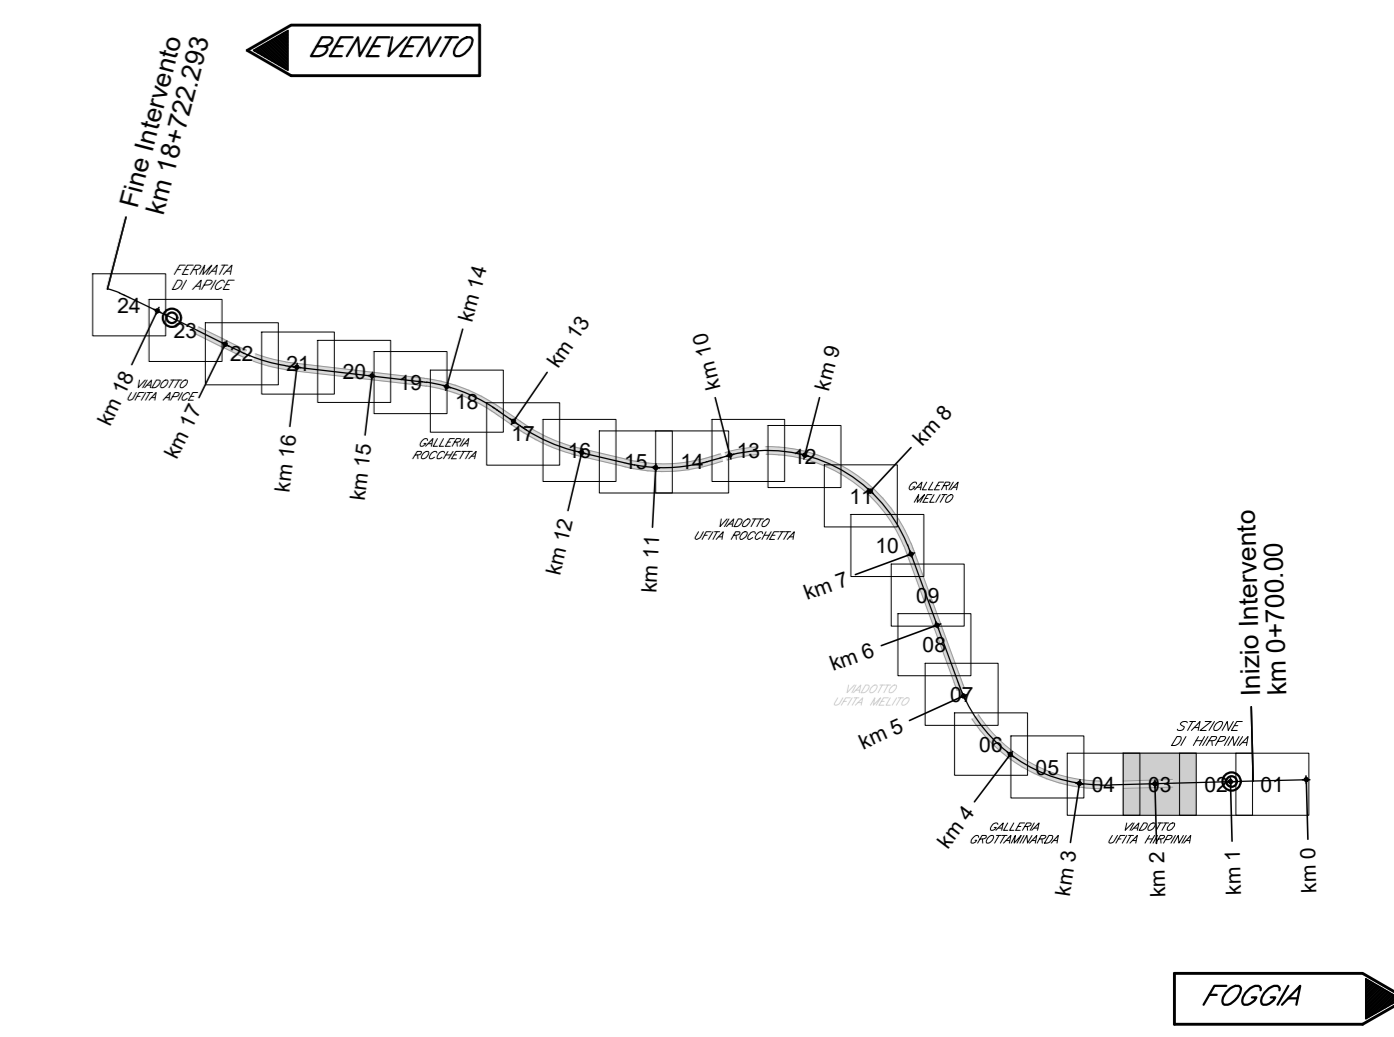 BENEVENTO
Fine Intervento
km 18+722.293
FERMATA
DI APICE
24
23
22
21
20
19
18
17
16
15
14
13
12
11
10
09
08
07
06
05
04
03
02
01
km 18
VIADOTTO
UFITA APICE
km 17
km 16
km 15
km 14
GALLERIA
ROCCHETTA
km 13
km 12
km 11
km 10
VIADOTTO
UFITA ROCCHETTA
km 9
km 8
GALLERIA
MELITO
km 7
km 6
VIADOTTO
UFITA MELITO
km 5
km 4
GALLERIA
GROTTAMINARDA
km 3
VIADOTTO
UFITA HIRPINIA
km 2
STAZIONE
DI HIRPINIA
km 1
Inizio Intervento
km 0+700.00
km 0
FOGGIA